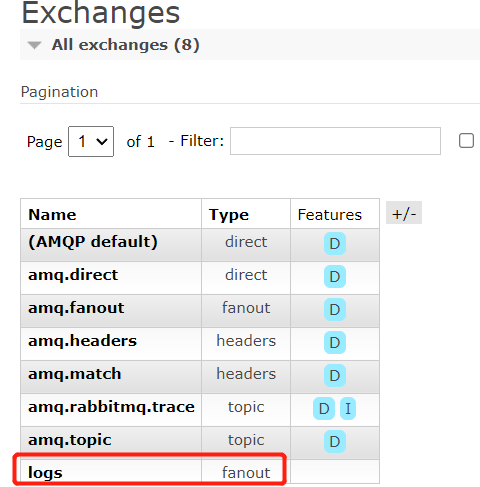 Exchanges
All exchanges (8)
Pagination
Page 1 of 1 - Filter:
Name Type Features +/-
(AMQP default) direct D
amq.direct direct D
amq.fanout fanout D
amq.headers headers D
amq.match headers D
amq.rabbitmq.trace topic D I
amq.topic topic D
logs fanout